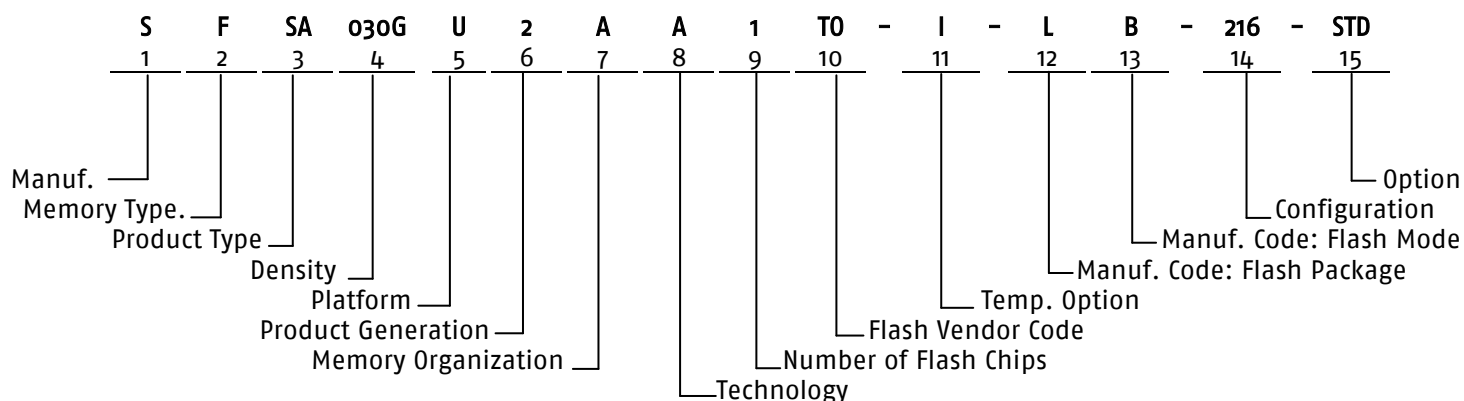 S F SA 030G U 2 A A 1 TO - I - L B - 216 - STD
1 2 3 4 5 6 7 8 9 10 11 12 13 14 15
Manuf. Option
Memory Type. Configuration
Product Type Manuf. Code: Flash Mode
Density Manuf. Code: Flash Package
Platform Temp. Option
Product Generation Flash Vendor Code
Memory Organization Number of Flash Chips
Technology